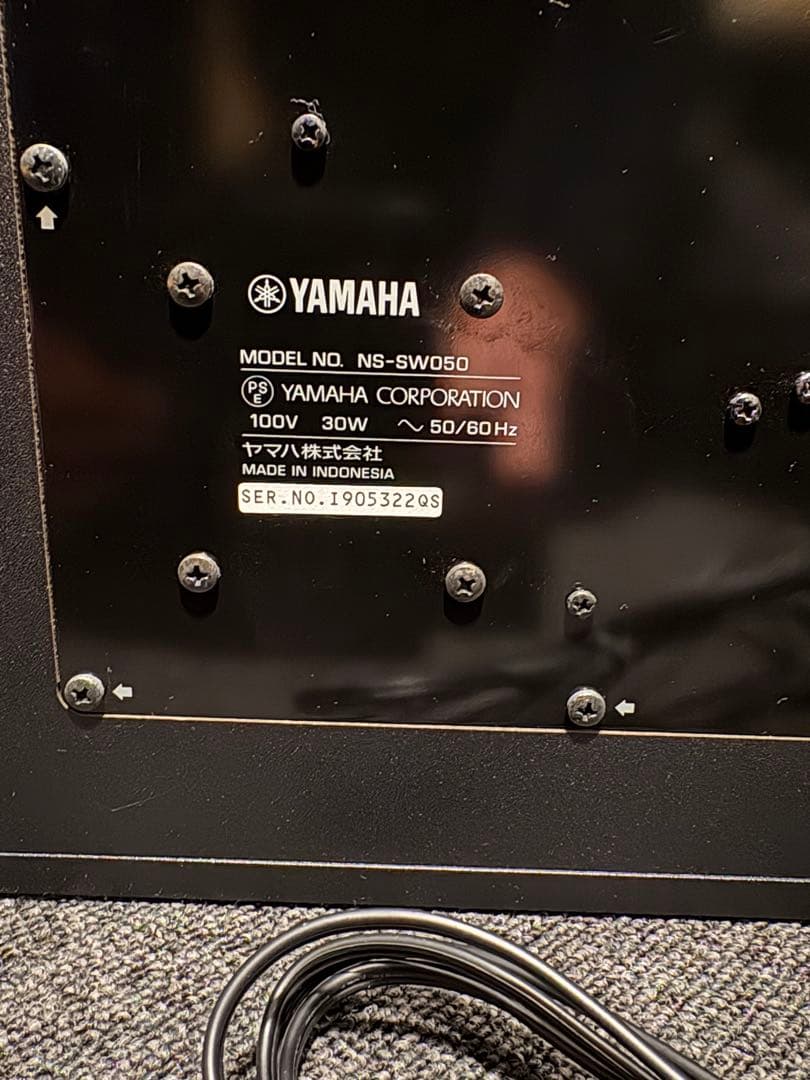 YAMAHA
MODEL NO. NS-SW050
PSE YAMAHA CORPORATION
100V 30W ～ 50/60Hz
ヤマハ株式会社
MADE IN INDONESIA
SER.NO.I905322QS